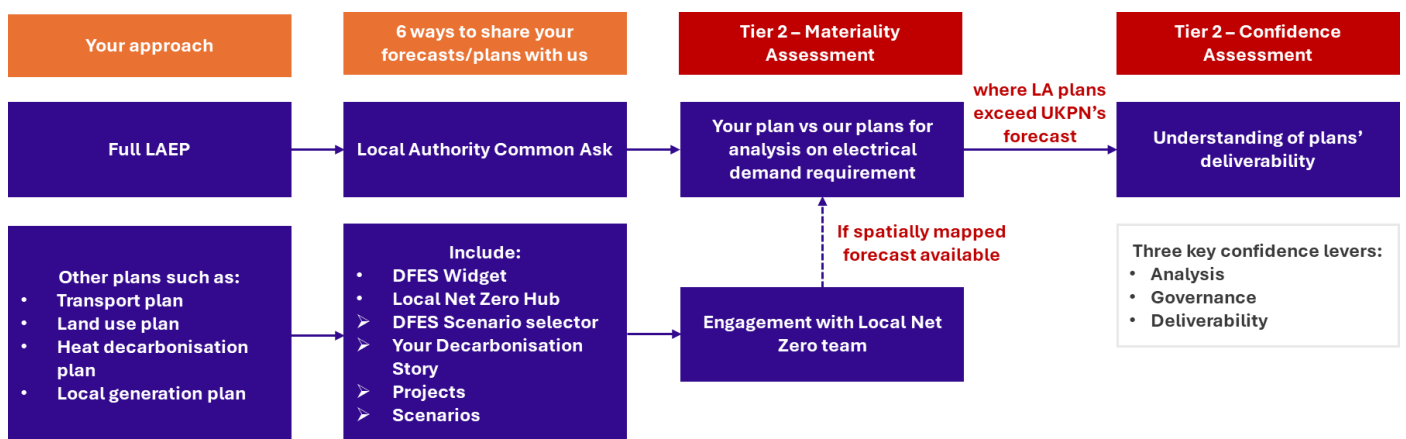 Your approach
6 ways to share your
forecasts/plans with us
Tier 2 – Materiality
Assessment
Tier 2 – Confidence
Assessment
Full LAEP
Local Authority Common Ask
Your plan vs our plans for
analysis on electrical
demand requirement
where LA plans
exceed UKPN's
forecast
Understanding of plans'
deliverability
Other plans such as:
• Transport plan
• Land use plan
• Heat decarbonisation
plan
• Local generation plan
Include:
• DFES Widget
• Local Net Zero Hub
➢ DFES Scenario selector
➢ Your Decarbonisation
Story
➢ Projects
➢ Scenarios
If spatially mapped
forecast available
Engagement with Local Net
Zero team
Three key confidence levers:
• Analysis
• Governance
• Deliverability